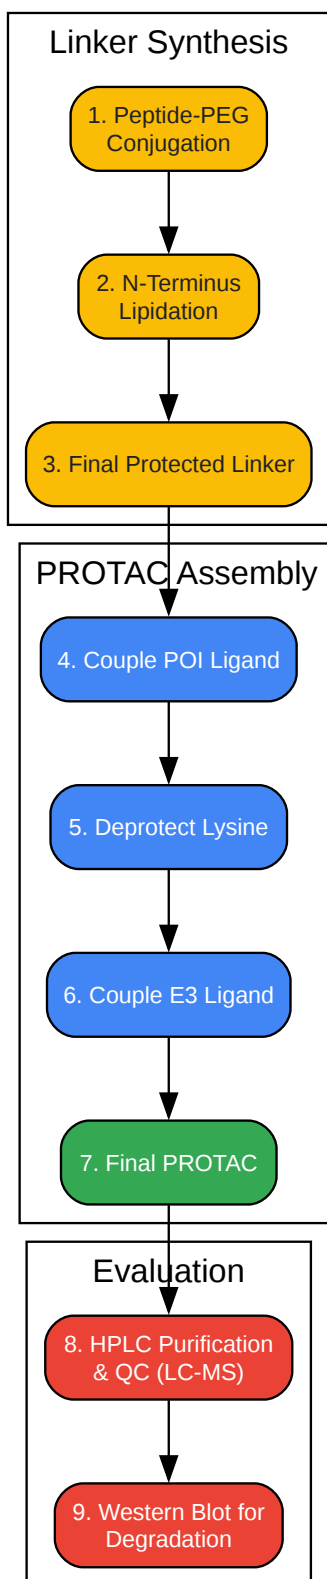 Linker Synthesis
1. Peptide-PEG
Conjugation
2. N-Terminus
Lipidation
3. Final Protected Linker
PROTAC Assembly
4. Couple POI Ligand
5. Deprotect Lysine
6. Couple E3 Ligand
7. Final PROTAC
Evaluation
8. HPLC Purification
& QC (LC-MS)
9. Western Blot for
Degradation